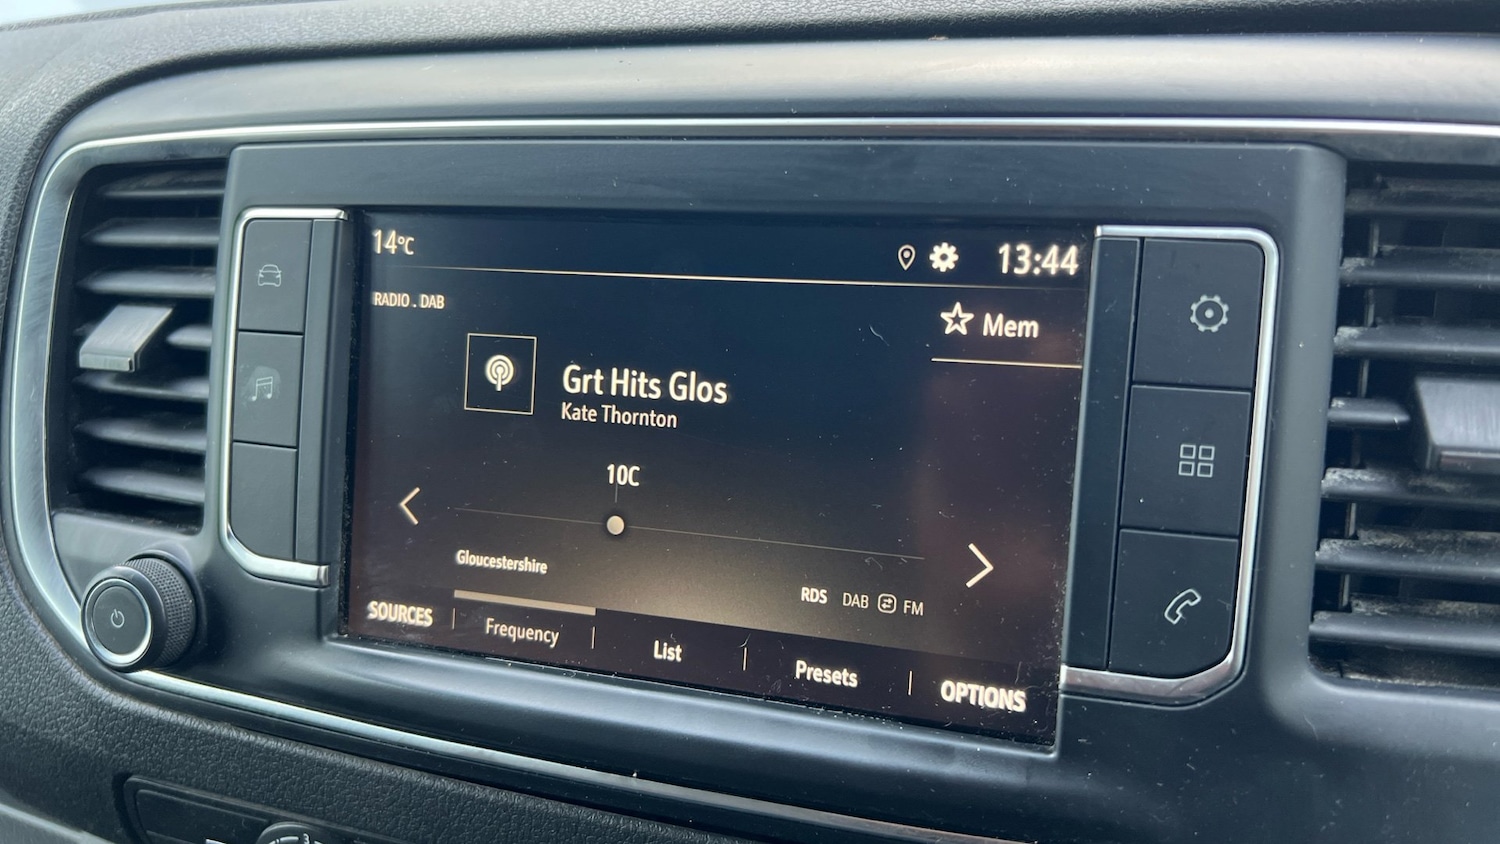 14°C
13:44
RADIO . DAB
Mem
Grt Hits Glos
Kate Thornton
10C
Gloucestershire
RDS DAB FM
SOURCES Frequency List Presets OPTIONS